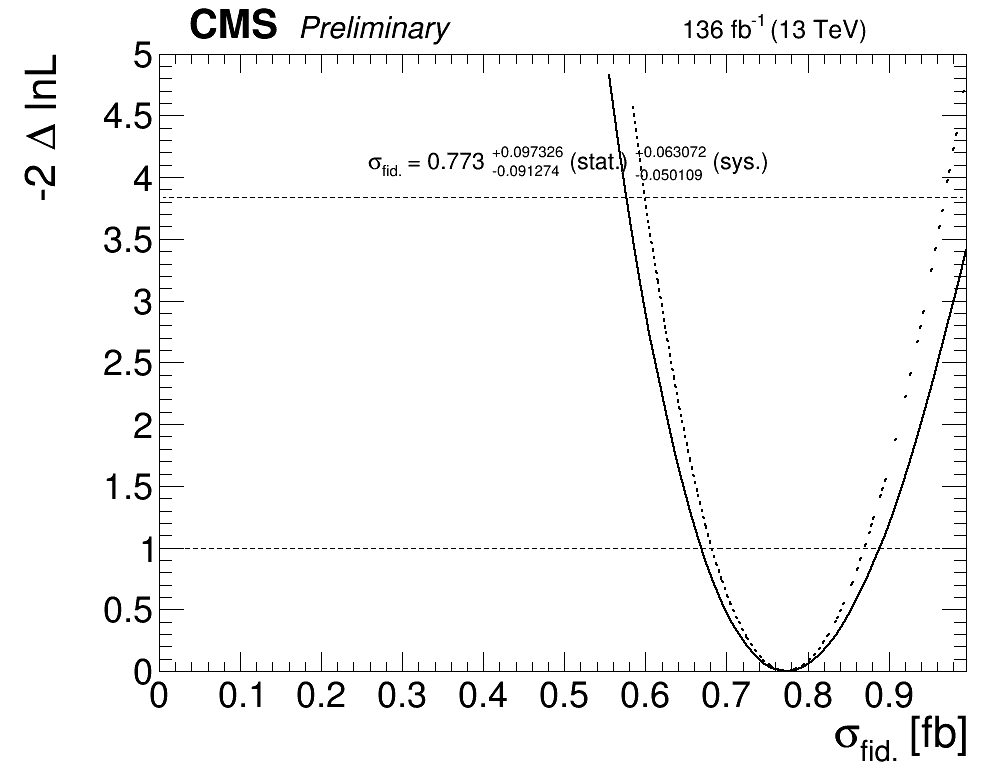 CMS Preliminary 136 fb-1 (13 TeV)
-2 Δ lnL
5
4.5
σfid. = 0.773 +0.097326 -0.091274 (stat.) +0.063072 -0.050109 (sys.)
4
3.5
3
2.5
2
1.5
1
0.5
0
0 0.1 0.2 0.3 0.4 0.5 0.6 0.7 0.8 0.9
σfid. [fb]